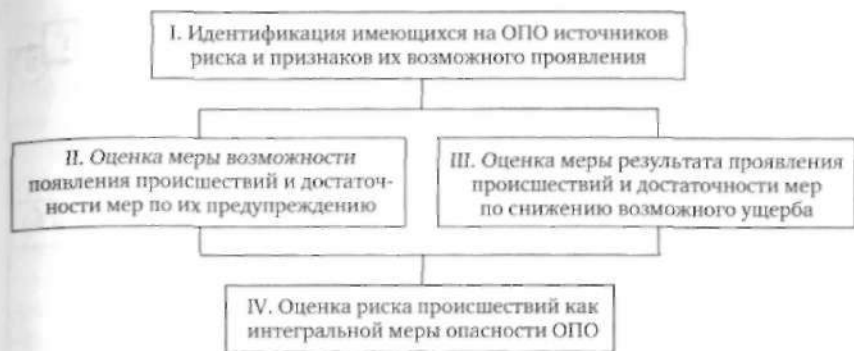 I. Идентификация имеющихся на ОПО источников
риска и признаков их возможного проявления
II. Оценка меры возможности
появления происшествий и достаточ-
ности мер по их предупреждению
III. Оценка меры результата проявления
происшествий и достаточности мер
по снижению возможного ущерба
IV. Оценка риска происшествий как
интегральной меры опасности ОПО